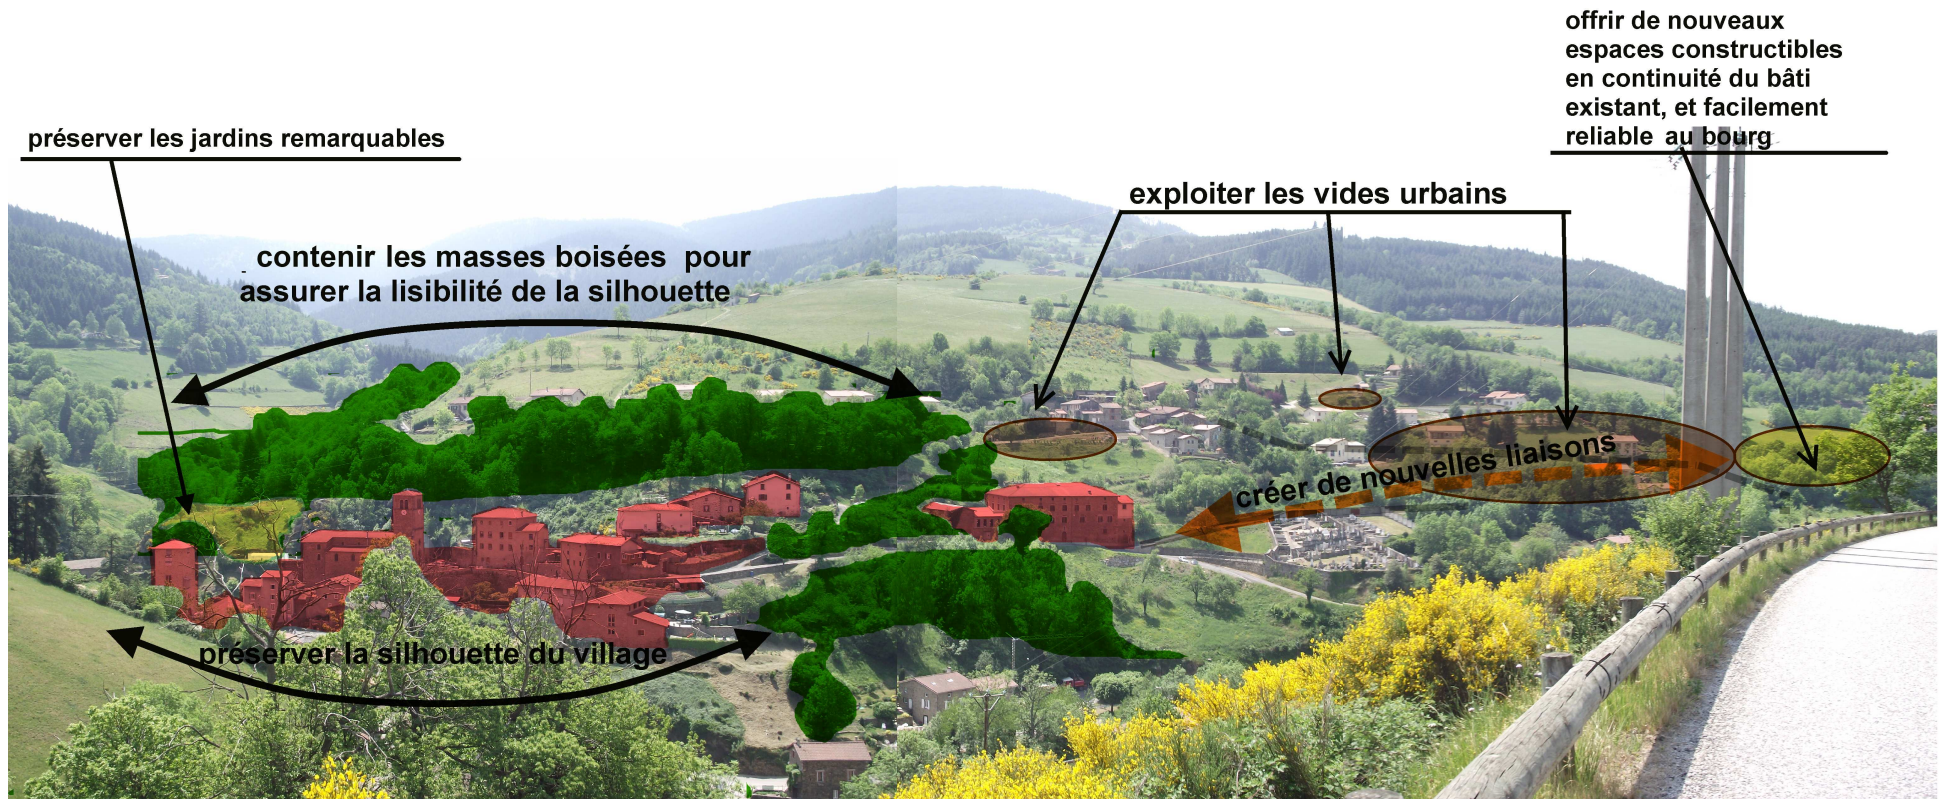 offrir de nouveaux
espaces constructibles
en continuité du bâti
existant, et facilement
reliable au bourg
préserver les jardins remarquables
exploiter les vides urbains
contenir les masses boisées pour
assurer la lisibilité de la silhouette
créer de nouvelles liaisons
préserver la silhouette du village